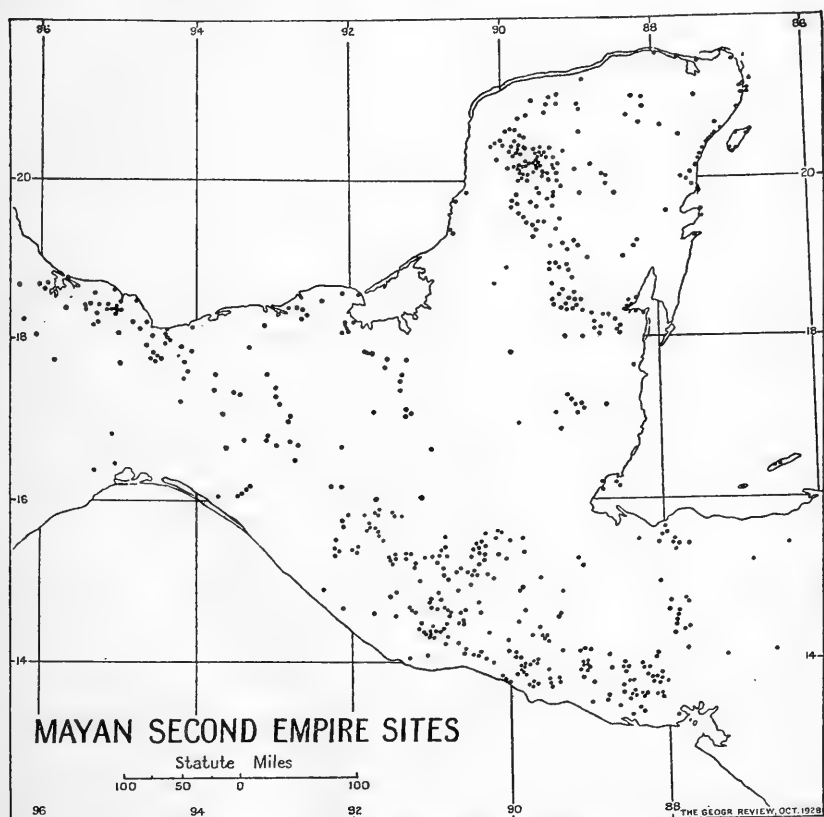 96 94 92 90 88 86
20 20
18 18
16 16
14 14
MAYAN SECOND EMPIRE SITES
Statute Miles
100 50 0 100
96 94 92 90
THE GEOGR REVIEW, OCT. 1928